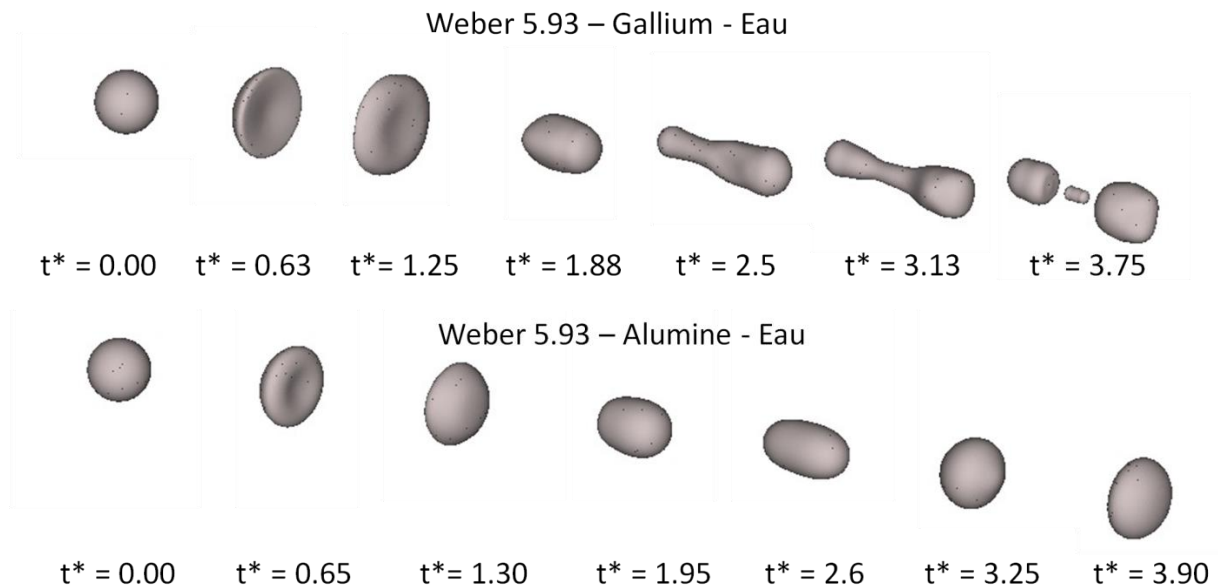 Weber 5.93 – Gallium - Eau
t* = 0.00 t* = 0.63 t*= 1.25 t* = 1.88 t* = 2.5 t* = 3.13 t* = 3.75
Weber 5.93 – Alumine - Eau
t* = 0.00 t* = 0.65 t*= 1.30 t* = 1.95 t* = 2.6 t* = 3.25 t* = 3.90